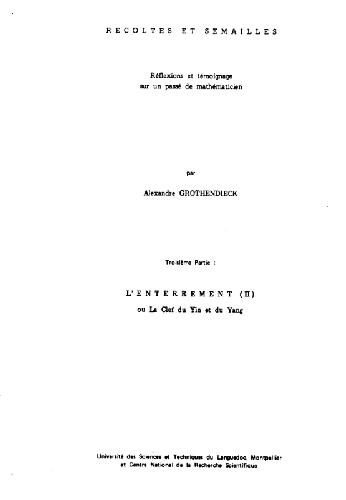 RECOLTES ET SEMAILLES
Réflexions et témoignage
sur un passé de mathématicien
par
Alexandre GROTHENDIECK
Troisième Partie :
L'ENTERREMENT (II)
ou La Clef du Yin et du Yang
Université des Sciences et Techniques du Languedoc, Montpellier
et Centre National de la Recherche Scientifique